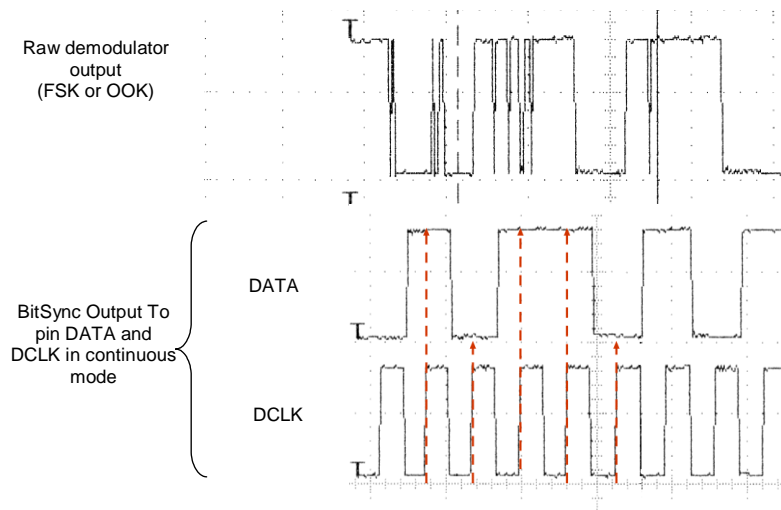 Raw demodulator
output
(FSK or OOK)
DATA
BitSync Output To
pin DATA and
DCLK in continuous
mode
DCLK